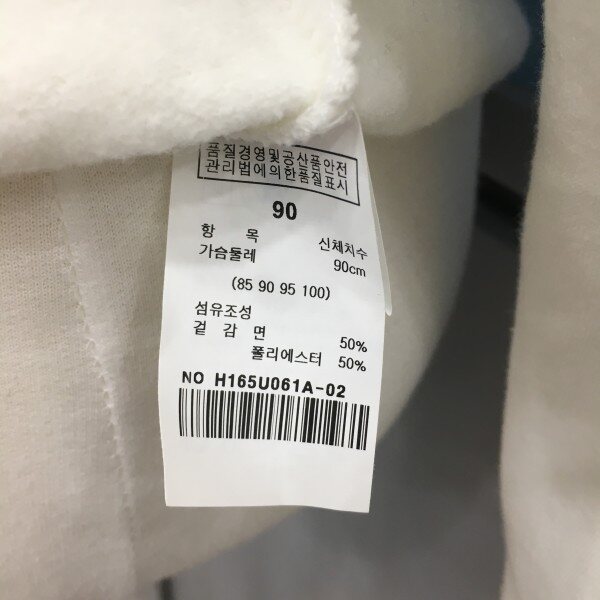 품질경영및공산품안전
관리법에의한품질표시
90
항 목 신체치수
가슴둘레 90cm
(85 90 95 100)
섬유조성
겉 감 면 50%
폴리에스터 50%
NO H165U061A-02